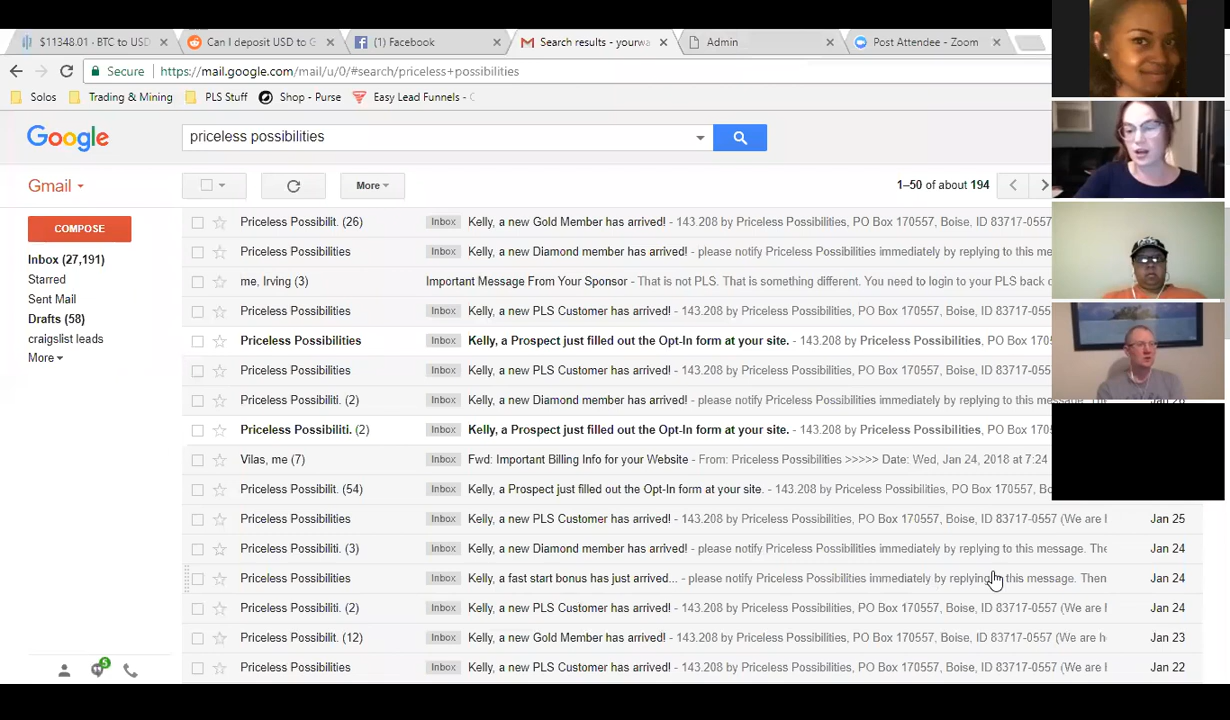 $11348.01 - BTC to USD
Can I deposit USD to G
(1) Facebook
Search results - yourwa
Admin
Post Attendee - Zoom
Secure
https://mail.google.com/mail/u/0/#search/priceless+possibilities
Solos
Trading & Mining
PLS Stuff
Shop - Purse
Easy Lead Funnels - C
Google
priceless possibilities
Gmail
More
1–50 of about 194
COMPOSE
Inbox (27,191)
Starred
Sent Mail
Drafts (58)
craigslist leads
More
5
Priceless Possibilit. (26) Inbox Kelly, a new Gold Member has arrived! - 143.208 by Priceless Possibilities, PO Box 170557, Boise, ID 83717-055
Priceless Possibilities Inbox Kelly, a new Diamond member has arrived! - please notify Priceless Possibilities immediately by replying to this me
me, Irving (3) Important Message From Your Sponsor - That is not PLS. That is something different. You need to login to your PLS back o
Priceless Possibilities Inbox Kelly, a new PLS Customer has arrived! - 143.208 by Priceless Possibilities, PO Box 170557, Boise, ID 83717-055
Priceless Possibilities Inbox Kelly, a Prospect just filled out the Opt-In form at your site. - 143.208 by Priceless Possibilities, PO Box 1705
Priceless Possibilities Inbox Kelly, a new PLS Customer has arrived! - 143.208 by Priceless Possibilities, PO Box 170557, Boise, ID 83717-055
Priceless Possibiliti. (2) Inbox Kelly, a new Diamond member has arrived! - please notify Priceless Possibilities immediately by replying to this message. The
Priceless Possibiliti. (2) Inbox Kelly, a Prospect just filled out the Opt-In form at your site. - 143.208 by Priceless Possibilities, PO Box 170
Vilas, me (7) Inbox Fwd: Important Billing Info for your Website - From: Priceless Possibilities >>>>> Date: Wed, Jan 24, 2018 at 7:24
Priceless Possibilit. (54) Inbox Kelly, a Prospect just filled out the Opt-In form at your site. - 143.208 by Priceless Possibilities, PO Box 170557, Bo
Priceless Possibilities Inbox Kelly, a new PLS Customer has arrived! - 143.208 by Priceless Possibilities, PO Box 170557, Boise, ID 83717-0557 (We are h Jan 25
Priceless Possibiliti. (3) Inbox Kelly, a new Diamond member has arrived! - please notify Priceless Possibilities immediately by replying to this message. The Jan 24
Priceless Possibilities Inbox Kelly, a fast start bonus has just arrived... - please notify Priceless Possibilities immediately by replying this message. Then Jan 24
Priceless Possibiliti. (2) Inbox Kelly, a new PLS Customer has arrived! - 143.208 by Priceless Possibilities, PO Box 170557, Boise, ID 83717-0557 (We are h Jan 24
Priceless Possibilit. (12) Inbox Kelly, a new Gold Member has arrived! - 143.208 by Priceless Possibilities, PO Box 170557, Boise, ID 83717-0557 (We are he Jan 23
Priceless Possibilities Inbox Kelly, a new PLS Customer has arrived! - 143.208 by Priceless Possibilities, PO Box 170557, Boise, ID 83717-0557 (We are h Jan 22